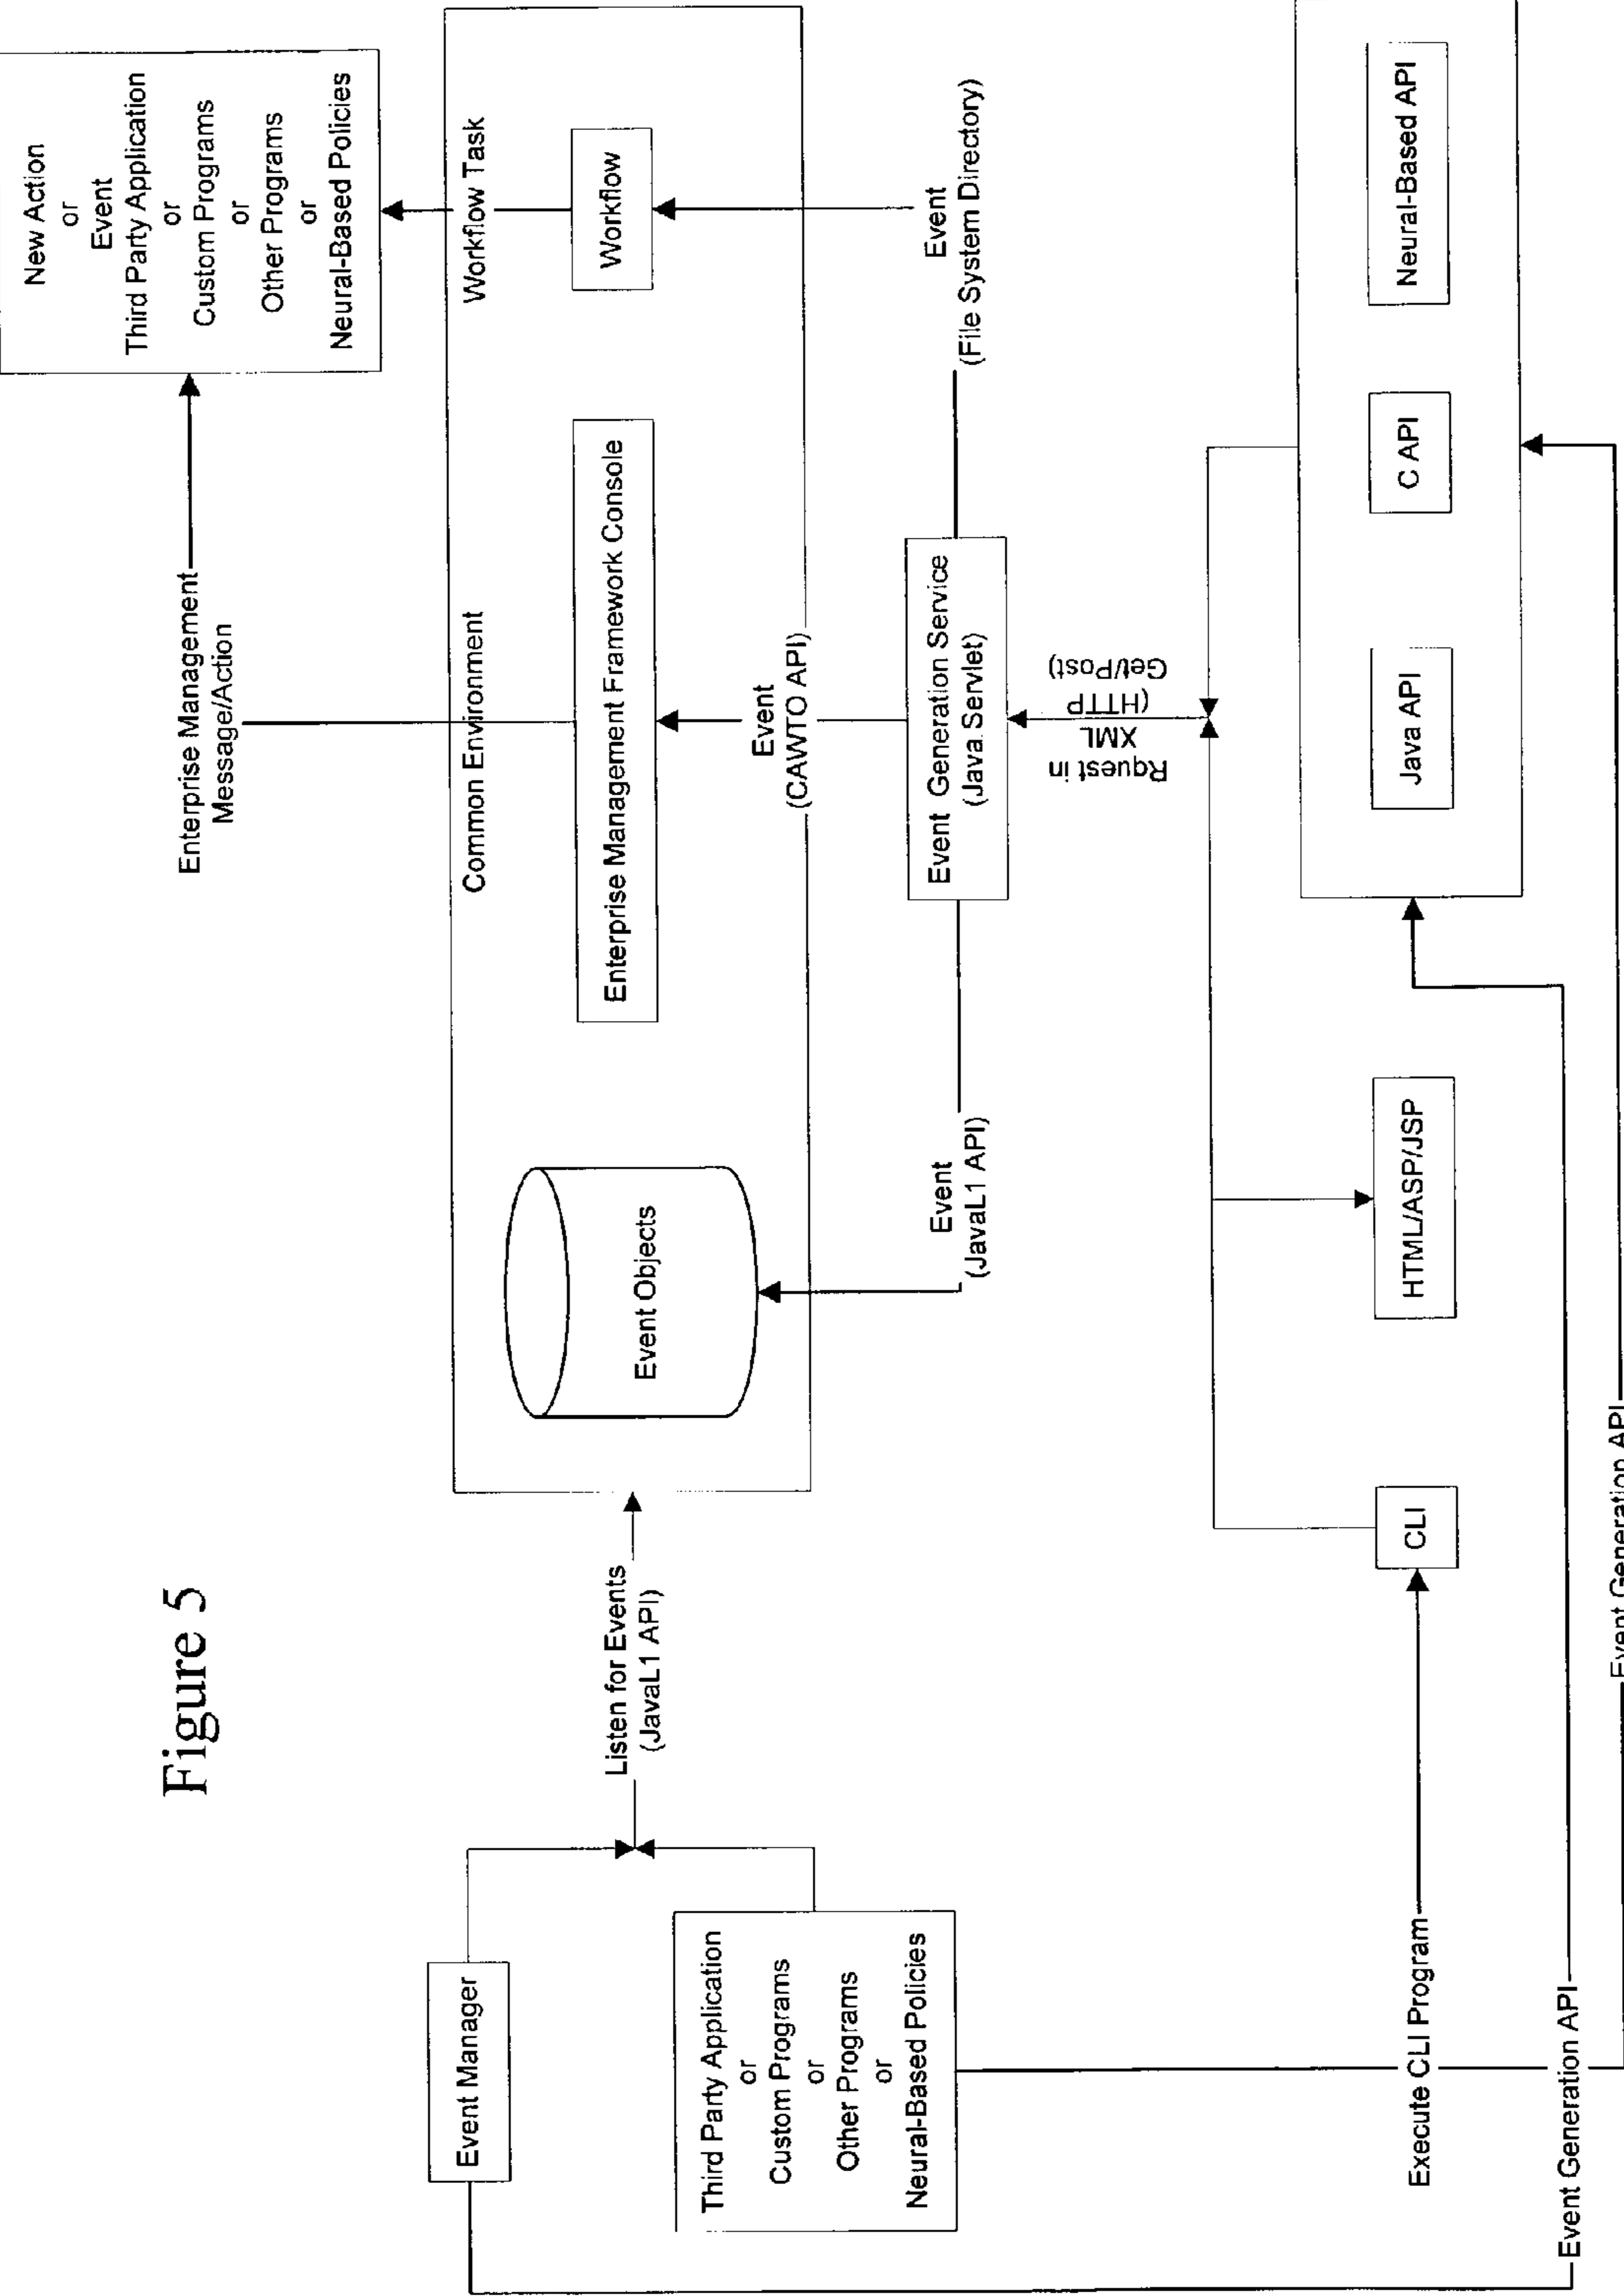 Figure 5
Event Manager
Third Party Application
or
Custom Programs
or
Other Programs
or
Neural-Based Policies
Listen for Events
(JavaL1 API)
Enterprise Management
Message/Action
New Action
or
Event
Third Party Application
or
Custom Programs
or
Other Programs
or
Neural-Based Policies
Common Environment
Workflow Task
Event Objects
Enterprise Management Framework Console
Workflow
Event
(JavaL1 API)
Event
(CAWTO API)
Event
(File System Directory)
Event Generation Service
(Java Servlet)
Rquest in
XML
(HTTP
Get/Post)
Execute CLI Program
CLI
HTML/ASP/JSP
Java API
C API
Neural-Based API
Event Generation API
Event Generation API